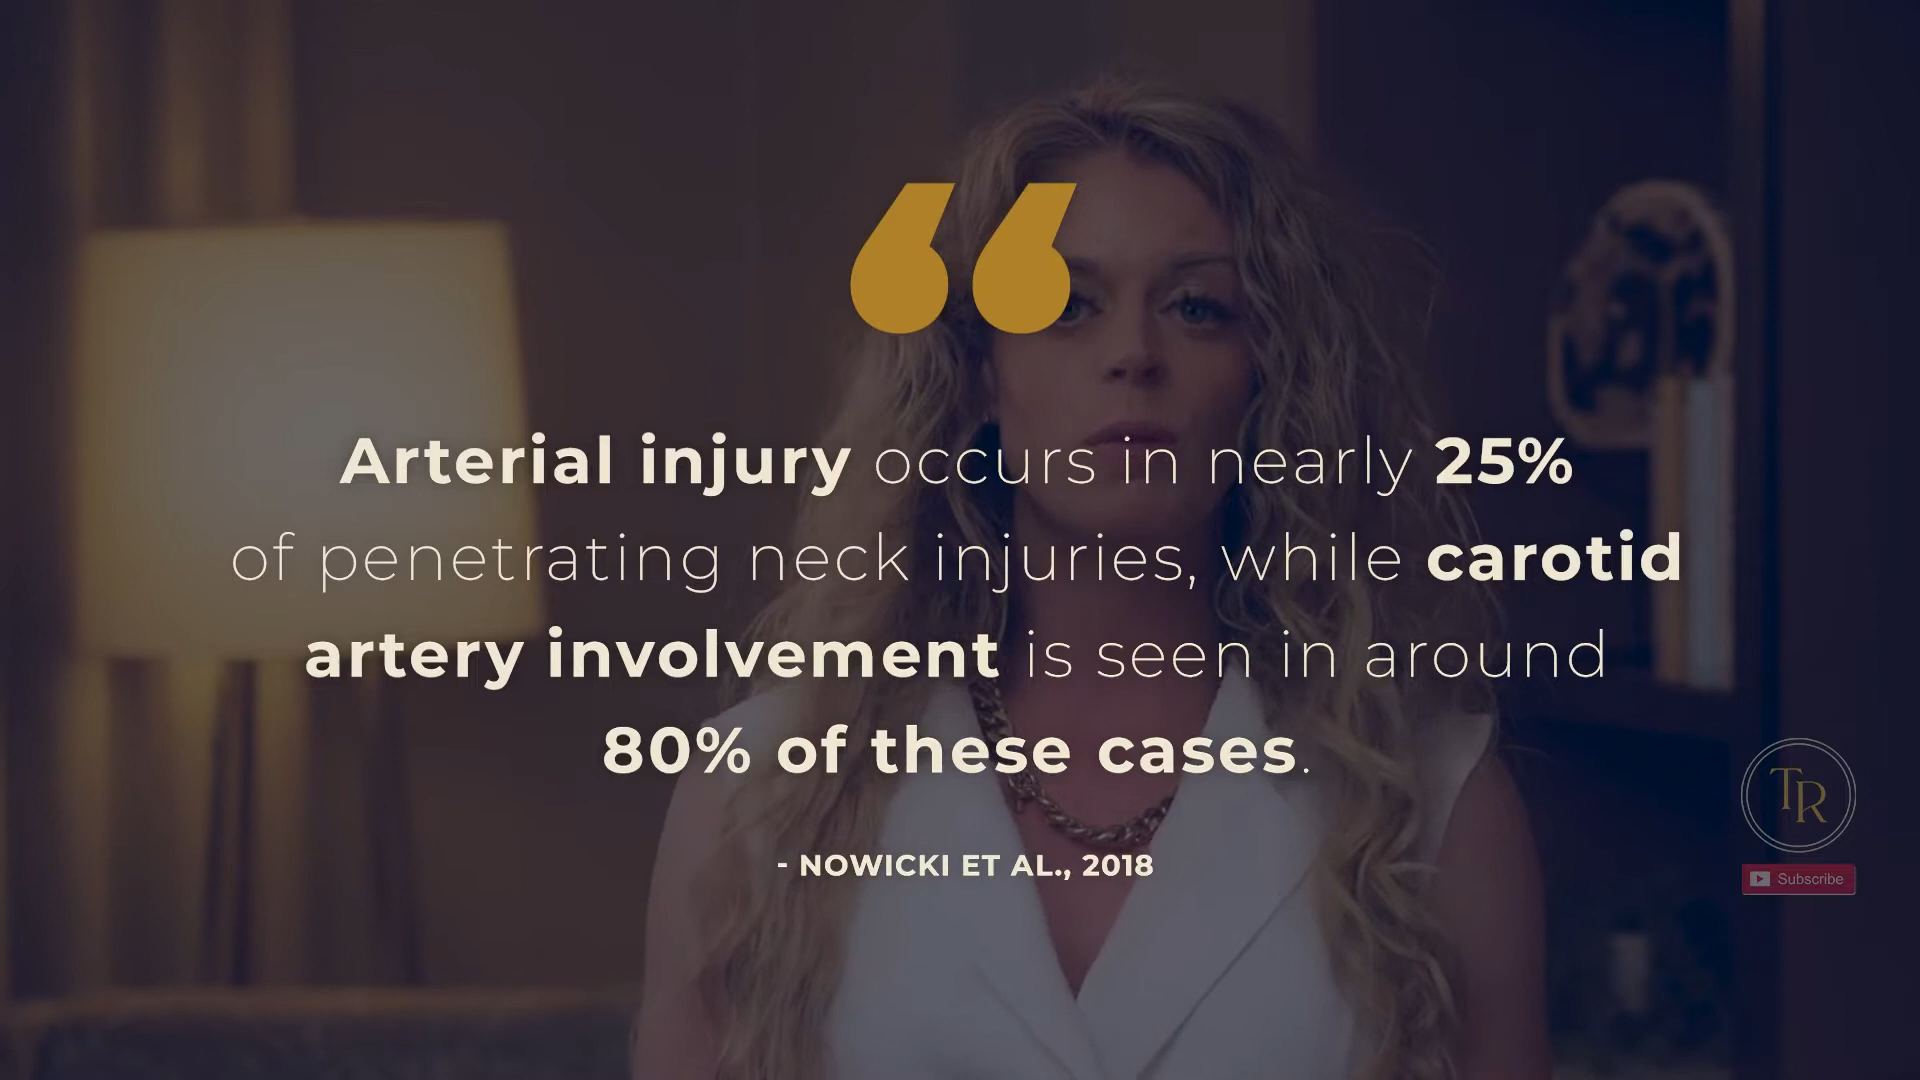 Arterial injury occurs in nearly 25%
of penetrating neck injuries, while carotid
artery involvement is seen in around
80% of these cases.
- NOWICKI ET AL., 2018
TR
Subscribe